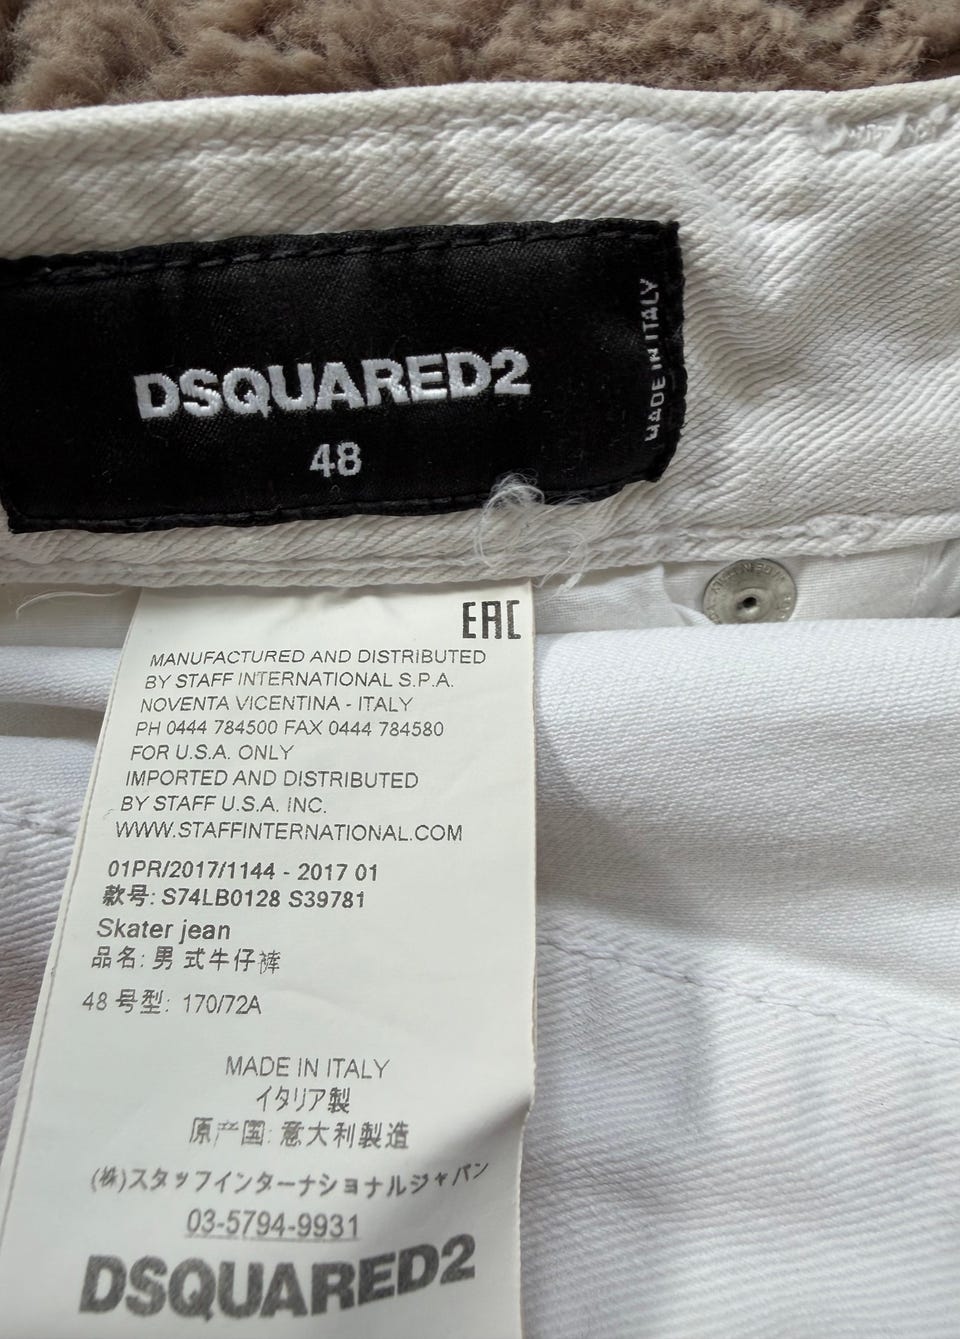 DSQUARED2
48
MADE IN ITALY
EAC
MANUFACTURED AND DISTRIBUTED
BY STAFF INTERNATIONAL S.P.A.
NOVENTA VICENTINA - ITALY
PH 0444 784500 FAX 0444 784580
FOR U.S.A. ONLY
IMPORTED AND DISTRIBUTED
BY STAFF U.S.A. INC.
WWW.STAFFINTERNATIONAL.COM
01PR/2017/1144 - 2017 01
款号: S74LB0128 S39781
Skater jean
品名: 男式牛仔裤
48 号型: 170/72A
MADE IN ITALY
イタリア製
原产国: 意大利製造
(株)スタッフインターナショナルジャパン
03-5794-9931
DSQUARED2